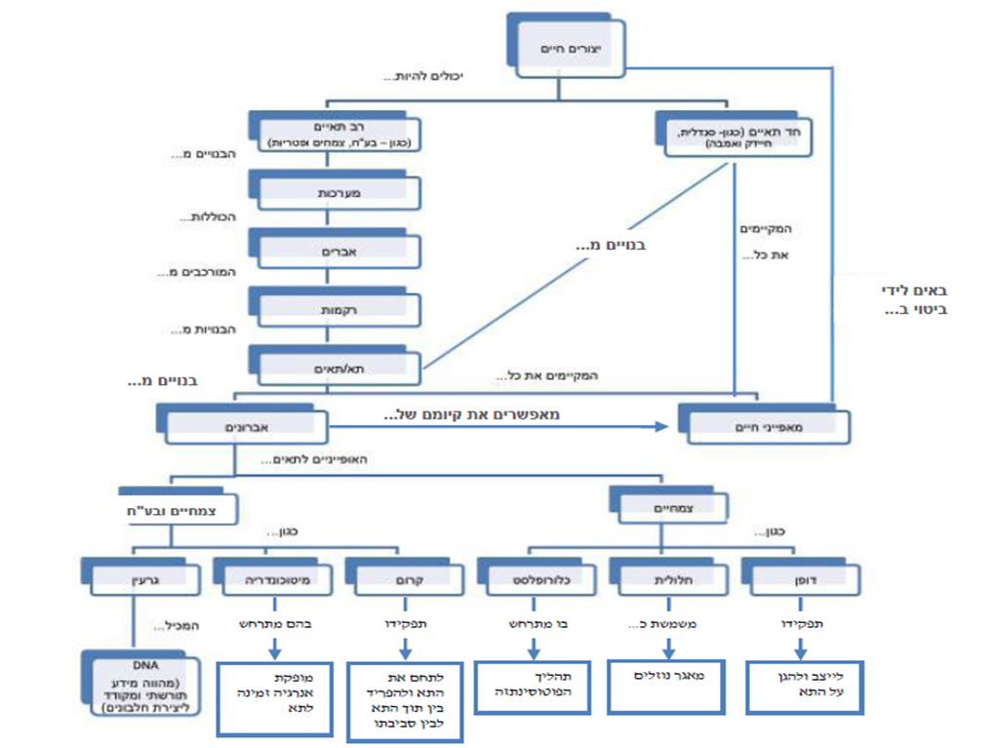 יצורים חיים
יכולים להיות...
רב תאיים
(כגון – בע"ח, צמחים ופטריות)
חד תאיים (כגון- סנדלית,
חיידק ואמבה)
הבנויים מ...
מערכות
הכוללות...
אברים
המורכבים מ...
רקמות
הבנויות מ...
תא/תאים
בנויים מ...
המקיימים
את כל...
באים לידי
ביטוי ב...
המקיימים את כל...
בנויים מ...
אברונים
מאפשרים את קיומם של...
מאפייני חיים
האופייניים לתאים...
צמחיים
צמחיים ובע"ח
כגון...
כגון...
דופן
חלולית
כלורופלסט
קרום
מיטוכונדריה
גרעין
תפקידו
משמשת כ...
בו מתרחש
תפקידו
בהם מתרחש
המכיל...
לייצב ולהגן
על התא
מאגר נוזלים
תהליך
הפוטוסינתזה
לתחם את
התא ולהפריד
בין תוך התא
לבין סביבתו
מופקת
אנרגיה זמינה
לתא
DNA
(מהווה מידע
תורשתי ומקודד
ליצירת חלבונים)